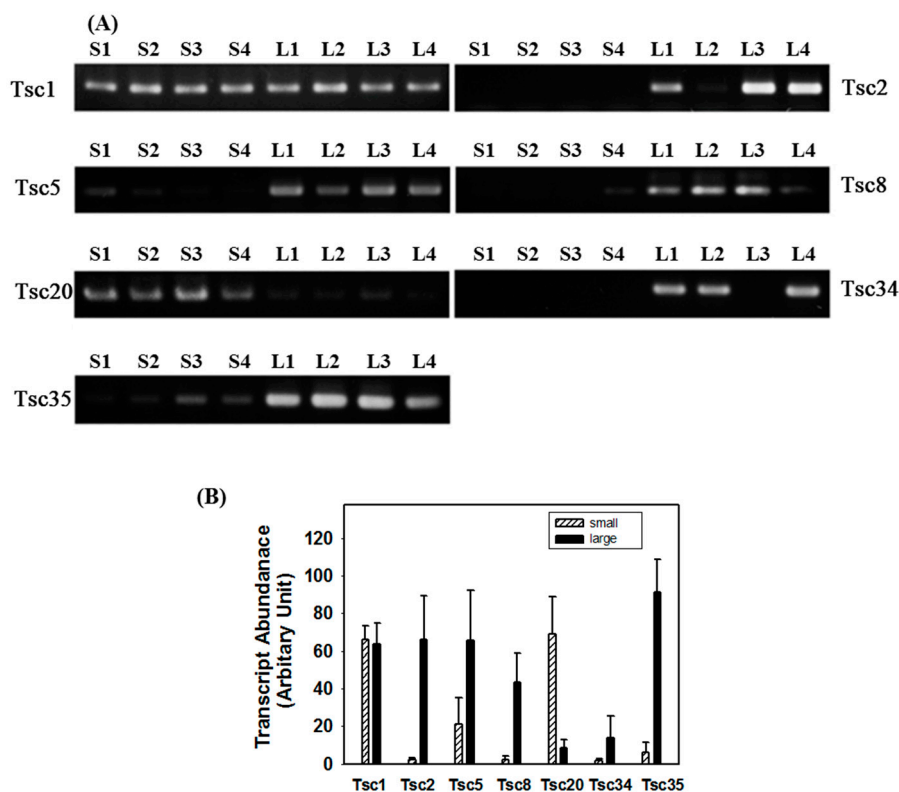 (A)
S1 S2 S3 S4 L1 L2 L3 L4 S1 S2 S3 S4 L1 L2 L3 L4
Tsc1 Tsc2
S1 S2 S3 S4 L1 L2 L3 L4 S1 S2 S3 S4 L1 L2 L3 L4
Tsc5 Tsc8
S1 S2 S3 S4 L1 L2 L3 L4 S1 S2 S3 S4 L1 L2 L3 L4
Tsc20 Tsc34
S1 S2 S3 S4 L1 L2 L3 L4
Tsc35
(B)
Transcript Abundanace
(Arbitary Unit)
small
large
120
100
80
60
40
20
0
Tsc1 Tsc2 Tsc5 Tsc8 Tsc20 Tsc34 Tsc35